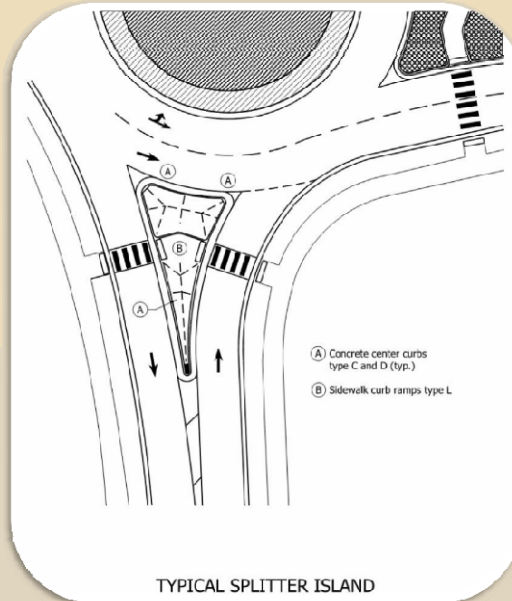 A
A
B
A
A Concrete center curbs
type C and D (typ.)
B Sidewalk curb ramps type L
TYPICAL SPLITTER ISLAND